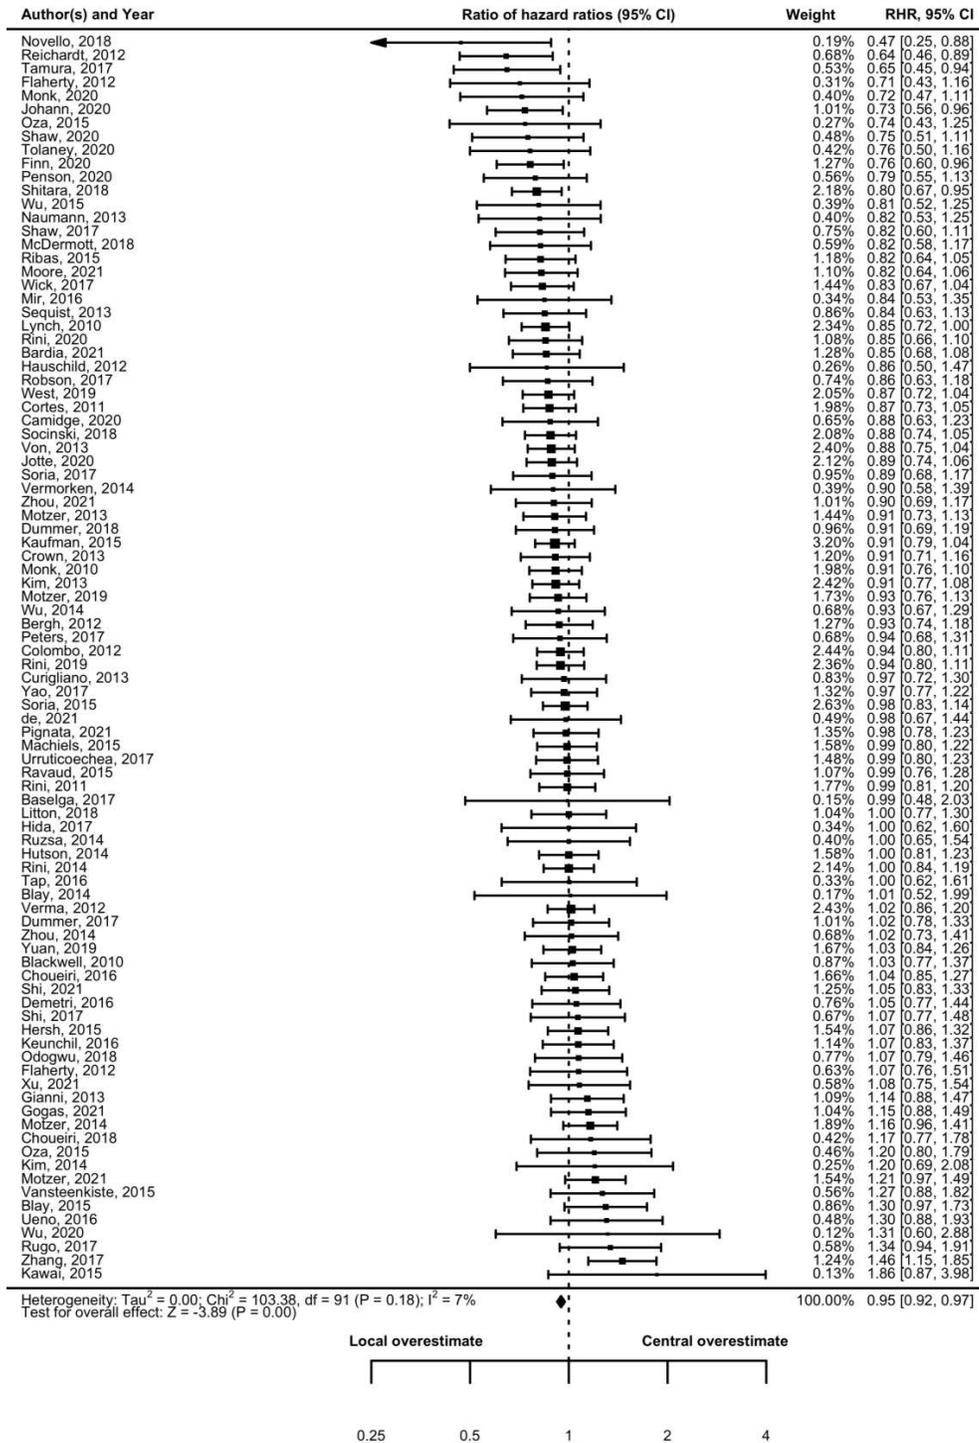 Author(s) and Year Ratio of hazard ratios (95% CI) Weight RHR, 95% CI
Novello, 2018 0.19% 0.47 [0.25, 0.88]
Reichardt, 2012 0.68% 0.64 [0.46, 0.89]
Tamura, 2017 0.53% 0.65 [0.45, 0.94]
Flaherty, 2012 0.31% 0.71 [0.43, 1.16]
Monk, 2020 0.40% 0.72 [0.47, 1.11]
Johann, 2020 1.01% 0.73 [0.56, 0.96]
Oza, 2015 0.27% 0.74 [0.43, 1.25]
Shaw, 2020 0.48% 0.75 [0.51, 1.11]
Tolaney, 2020 0.42% 0.76 [0.50, 1.16]
Finn, 2020 1.27% 0.76 [0.60, 0.96]
Penson, 2020 0.56% 0.79 [0.55, 1.13]
Shitara, 2018 2.18% 0.80 [0.67, 0.95]
Wu, 2015 0.39% 0.81 [0.52, 1.25]
Naumann, 2013 0.40% 0.82 [0.53, 1.25]
Shaw, 2017 0.75% 0.82 [0.60, 1.11]
McDermott, 2018 0.59% 0.82 [0.58, 1.17]
Ribas, 2015 1.18% 0.82 [0.64, 1.05]
Moore, 2021 1.10% 0.82 [0.64, 1.06]
Wick, 2017 1.44% 0.83 [0.67, 1.04]
Mir, 2016 0.34% 0.84 [0.53, 1.35]
Sequist, 2013 0.86% 0.84 [0.63, 1.13]
Lynch, 2010 2.34% 0.85 [0.72, 1.00]
Rini, 2020 1.08% 0.85 [0.66, 1.10]
Bardia, 2021 1.28% 0.85 [0.68, 1.08]
Hauschild, 2012 0.26% 0.86 [0.50, 1.47]
Robson, 2017 0.74% 0.86 [0.63, 1.18]
West, 2019 2.05% 0.87 [0.72, 1.04]
Cortes, 2011 1.98% 0.87 [0.73, 1.05]
Camidge, 2020 0.65% 0.88 [0.63, 1.23]
Socinski, 2018 2.08% 0.88 [0.74, 1.05]
Von, 2013 2.40% 0.88 [0.75, 1.04]
Jotte, 2020 2.12% 0.89 [0.74, 1.06]
Soria, 2017 0.95% 0.89 [0.68, 1.17]
Vermorken, 2014 0.39% 0.90 [0.58, 1.39]
Zhou, 2021 1.01% 0.90 [0.69, 1.17]
Motzer, 2013 1.44% 0.91 [0.73, 1.13]
Dummer, 2018 0.96% 0.91 [0.69, 1.19]
Kaufman, 2015 3.20% 0.91 [0.79, 1.04]
Crown, 2013 1.20% 0.91 [0.71, 1.16]
Monk, 2010 1.98% 0.91 [0.76, 1.10]
Kim, 2013 2.42% 0.91 [0.77, 1.08]
Motzer, 2019 1.73% 0.93 [0.76, 1.13]
Wu, 2014 0.68% 0.93 [0.67, 1.29]
Bergh, 2012 1.27% 0.93 [0.74, 1.18]
Peters, 2017 0.68% 0.94 [0.68, 1.31]
Colombo, 2012 2.44% 0.94 [0.80, 1.11]
Rini, 2019 2.36% 0.94 [0.80, 1.11]
Curigliano, 2013 0.83% 0.97 [0.72, 1.30]
Yao, 2017 1.32% 0.97 [0.77, 1.22]
Soria, 2015 2.63% 0.98 [0.83, 1.14]
de, 2021 0.49% 0.98 [0.67, 1.44]
Pignata, 2021 1.35% 0.98 [0.78, 1.23]
Machiels, 2015 1.58% 0.99 [0.80, 1.22]
Urruticoechea, 2017 1.48% 0.99 [0.80, 1.23]
Ravaud, 2015 1.07% 0.99 [0.76, 1.28]
Rini, 2011 1.77% 0.99 [0.81, 1.20]
Baselga, 2017 0.15% 0.99 [0.48, 2.03]
Litton, 2018 1.04% 1.00 [0.77, 1.30]
Hida, 2017 0.34% 1.00 [0.62, 1.60]
Ruzsa, 2014 0.40% 1.00 [0.65, 1.54]
Hutson, 2014 1.58% 1.00 [0.81, 1.23]
Rini, 2014 2.14% 1.00 [0.84, 1.19]
Tap, 2016 0.33% 1.00 [0.62, 1.61]
Blay, 2014 0.17% 1.01 [0.52, 1.99]
Verma, 2012 2.43% 1.02 [0.86, 1.20]
Dummer, 2017 1.01% 1.02 [0.78, 1.33]
Zhou, 2014 0.68% 1.02 [0.73, 1.41]
Yuan, 2019 1.67% 1.03 [0.84, 1.26]
Blackwell, 2010 0.87% 1.03 [0.77, 1.37]
Choueiri, 2016 1.66% 1.04 [0.85, 1.27]
Shi, 2021 1.25% 1.05 [0.83, 1.33]
Demetri, 2016 0.76% 1.05 [0.77, 1.44]
Shi, 2017 0.67% 1.07 [0.77, 1.48]
Hersh, 2015 1.54% 1.07 [0.86, 1.32]
Keunchil, 2016 1.14% 1.07 [0.83, 1.37]
Odogwu, 2018 0.77% 1.07 [0.79, 1.46]
Flaherty, 2012 0.63% 1.07 [0.76, 1.51]
Xu, 2021 0.58% 1.08 [0.75, 1.54]
Gianni, 2013 1.09% 1.14 [0.88, 1.47]
Gogas, 2021 1.04% 1.15 [0.88, 1.49]
Motzer, 2014 1.89% 1.16 [0.96, 1.41]
Choueiri, 2018 0.42% 1.17 [0.77, 1.78]
Oza, 2015 0.46% 1.20 [0.80, 1.79]
Kim, 2014 0.25% 1.20 [0.69, 2.08]
Motzer, 2021 1.54% 1.21 [0.97, 1.49]
Vansteenkiste, 2015 0.56% 1.27 [0.88, 1.82]
Blay, 2015 0.86% 1.30 [0.97, 1.73]
Ueno, 2016 0.48% 1.30 [0.88, 1.93]
Wu, 2020 0.12% 1.31 [0.60, 2.88]
Rugo, 2017 0.58% 1.34 [0.94, 1.91]
Zhang, 2017 1.24% 1.46 [1.15, 1.85]
Kawai, 2015 0.13% 1.86 [0.87, 3.98]
Heterogeneity: Tau² = 0.00; Chi² = 103.38, df = 91 (P = 0.18); I² = 7% 100.00% 0.95 [0.92, 0.97]
Test for overall effect: Z = -3.89 (P = 0.00)
Local overestimate Central overestimate
0.25 0.5 1 2 4